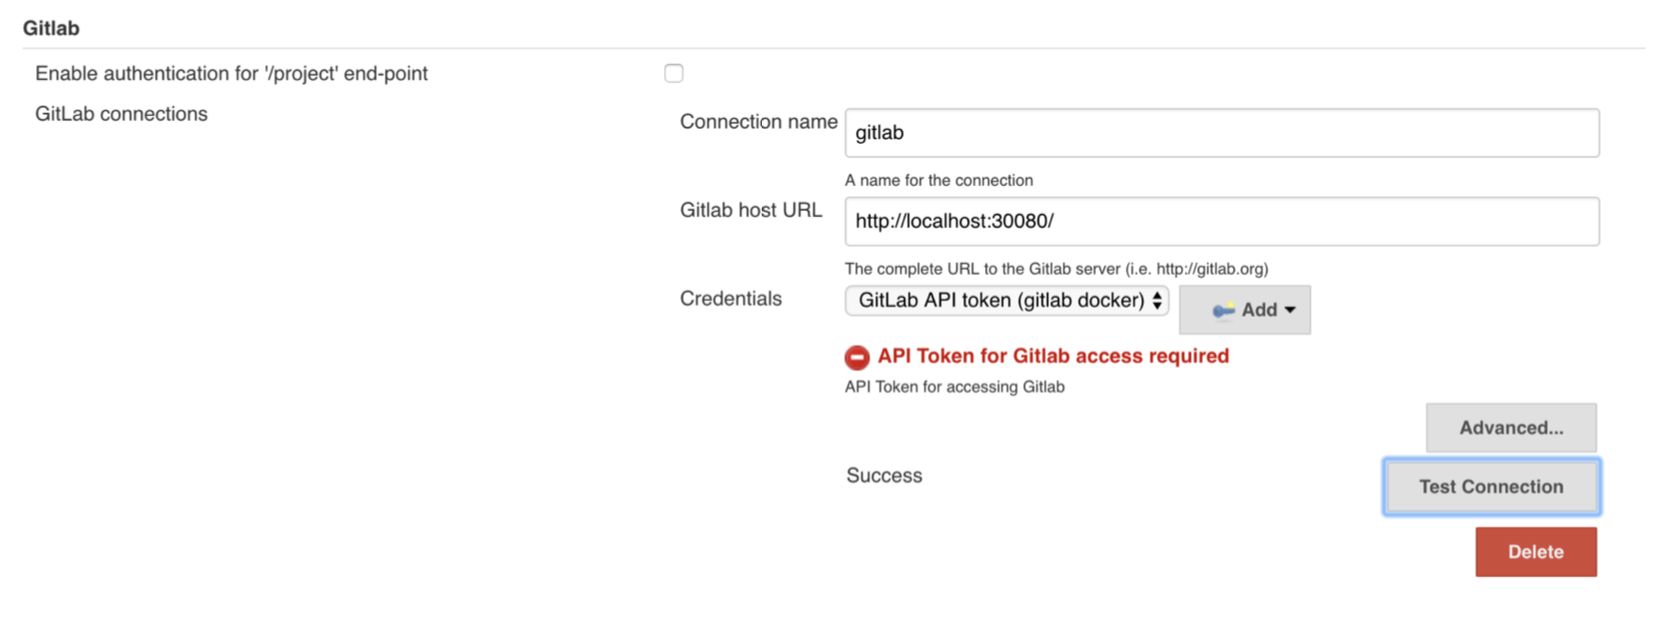 Gitlab
Enable authentication for '/project' end-point
GitLab connections
Connection name
gitlab
A name for the connection
Gitlab host URL
http://localhost:30080/
The complete URL to the Gitlab server (i.e. http://gitlab.org)
Credentials
GitLab API token (gitlab docker)
Add
API Token for Gitlab access required
API Token for accessing Gitlab
Advanced...
Success
Test Connection
Delete